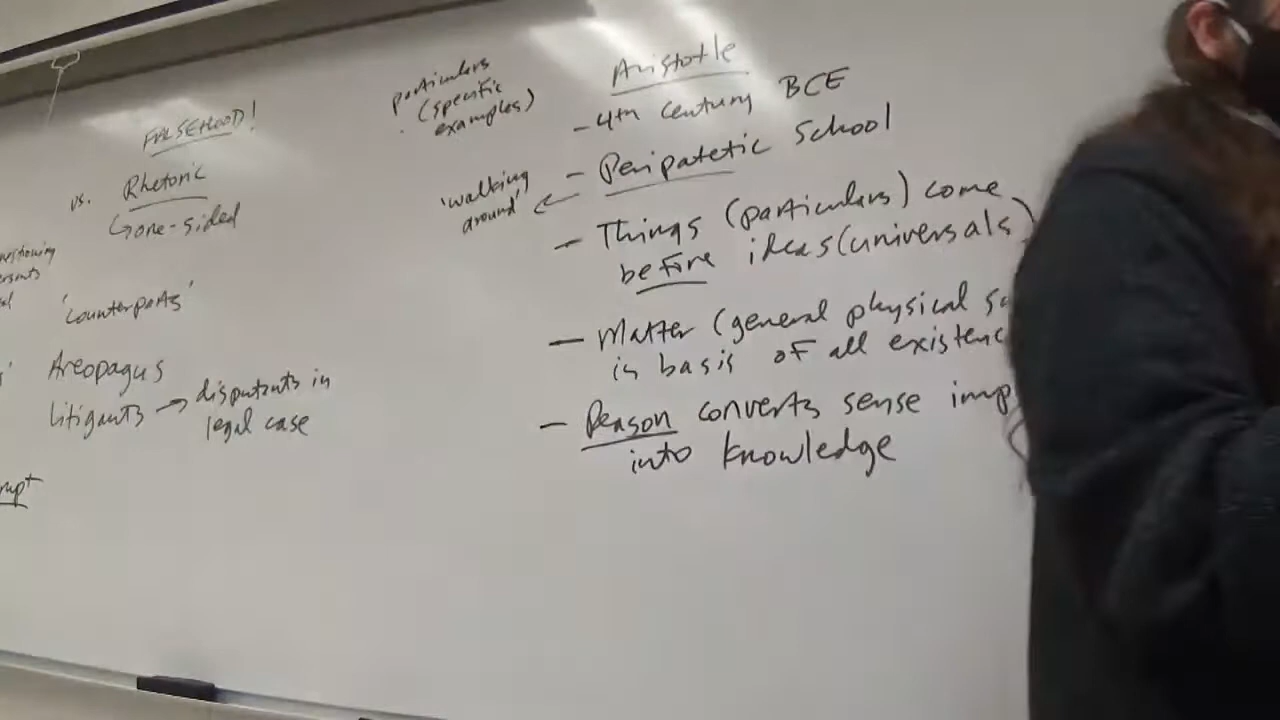 FALSEHOOD!
vs. Rhetoric
one-sided
'counterparts'
Areopagus
Litigants → disputants in
legal case
particulars
(specific
examples)
'walking
around'
Aristotle
- 4th century BCE
- Peripatetic School
- Things (particulars) come
before ideas (universals)
- Matter (general physical
is basis of all
- Reason converts sense
into knowledge